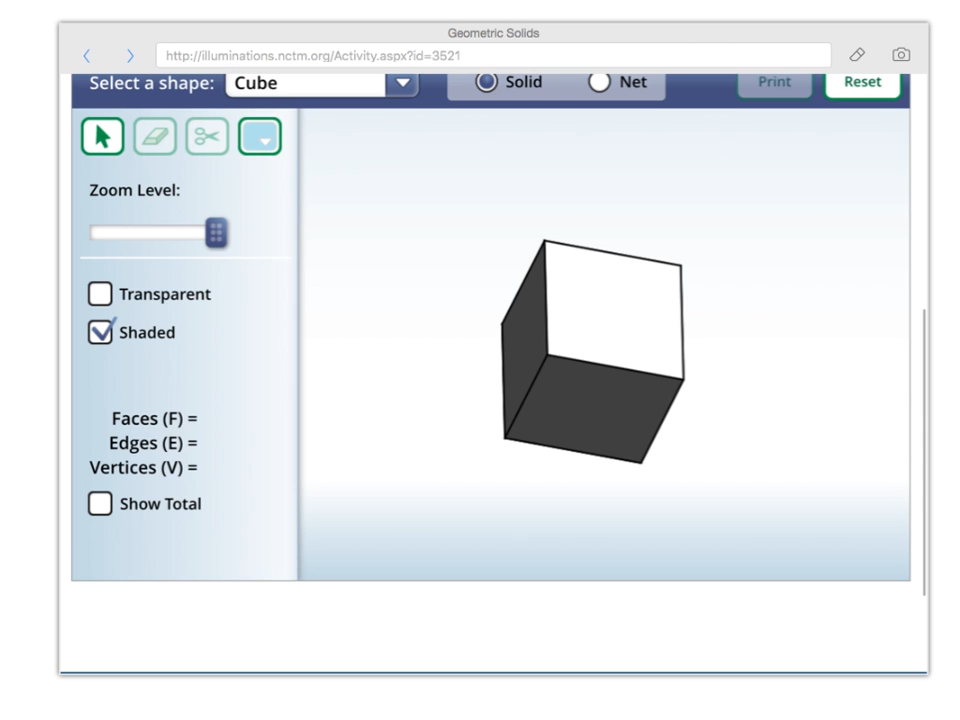 Geometric Solids
http://illuminations.nctm.org/Activity.aspx?id=3521
Select a shape: Cube Solid Net Print Reset
Zoom Level:
Transparent
Shaded
Faces (F) =
Edges (E) =
Vertices (V) =
Show Total